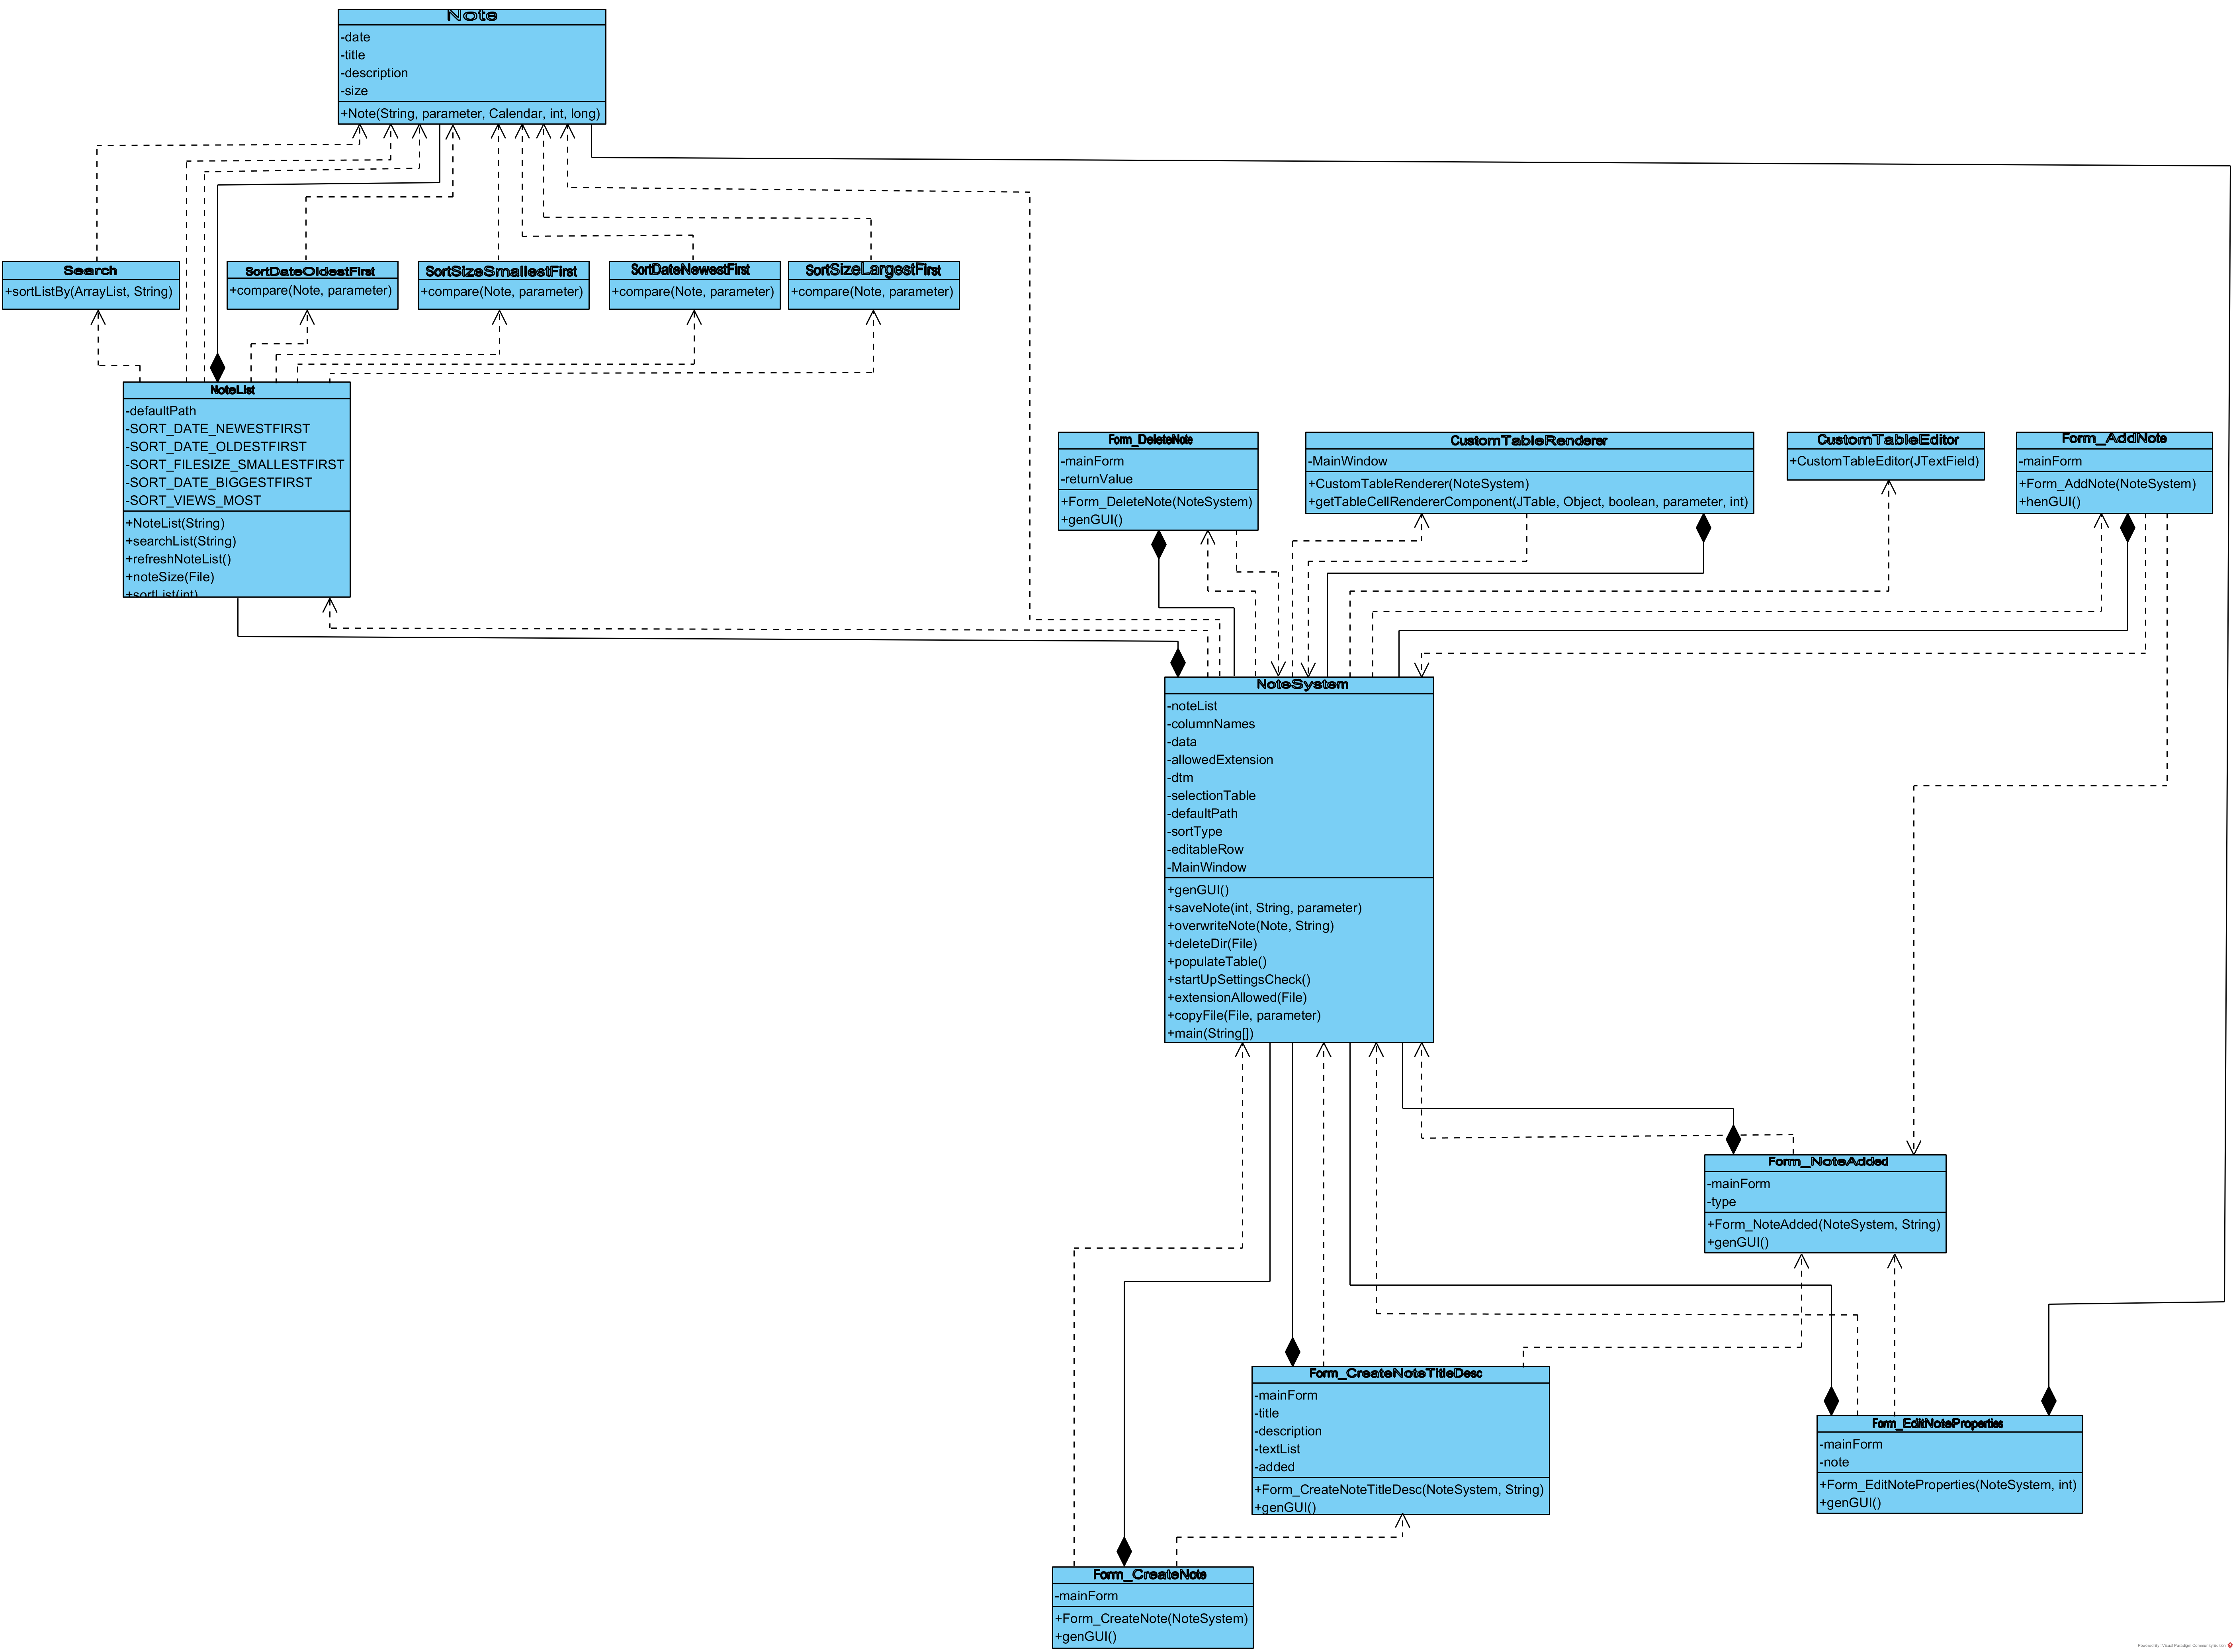 Note
-date
-title
-description
-size
+Note(String, parameter, Calendar, int, long)
Search
+sortListBy(ArrayList, String)
SortDateOldestFirst
+compare(Note, parameter)
SortSizeSmallestFirst
+compare(Note, parameter)
SortDateNewestFirst
+compare(Note, parameter)
SortSizeLargestFirst
+compare(Note, parameter)
NoteList
-defaultPath
-SORT_DATE_NEWESTFIRST
-SORT_DATE_OLDESTFIRST
-SORT_FILESIZE_SMALLESTFIRST
-SORT_DATE_BIGGESTFIRST
-SORT_VIEWS_MOST
+NoteList(String)
+searchList(String)
+refreshNoteList()
+noteSize(File)
+sortList(int)
Form_DeleteNote
-mainForm
-returnValue
+Form_DeleteNote(NoteSystem)
+genGUI()
CustomTableRenderer
-MainWindow
+CustomTableRenderer(NoteSystem)
+getTableCellRendererComponent(JTable, Object, boolean, parameter, int)
CustomTableEditor
+CustomTableEditor(JTextField)
Form_AddNote
-mainForm
+Form_AddNote(NoteSystem)
+henGUI()
NoteSystem
-noteList
-columnNames
-data
-allowedExtension
-dtm
-selectionTable
-defaultPath
-sortType
-editableRow
-MainWindow
+genGUI()
+saveNote(int, String, parameter)
+overwriteNote(Note, String)
+deleteDir(File)
+populateTable()
+startUpSettingsCheck()
+extensionAllowed(File)
+copyFile(File, parameter)
+main(String[])
Form_NoteAdded
-mainForm
-type
+Form_NoteAdded(NoteSystem, String)
+genGUI()
Form_CreateNoteTitleDesc
-mainForm
-title
-description
-textList
-added
+Form_CreateNoteTitleDesc(NoteSystem, String)
+genGUI()
Form_EditNoteProperties
-mainForm
-note
+Form_EditNoteProperties(NoteSystem, int)
+genGUI()
Form_CreateNote
-mainForm
+Form_CreateNote(NoteSystem)
+genGUI()
Powered By Visual Paradigm Community Edition